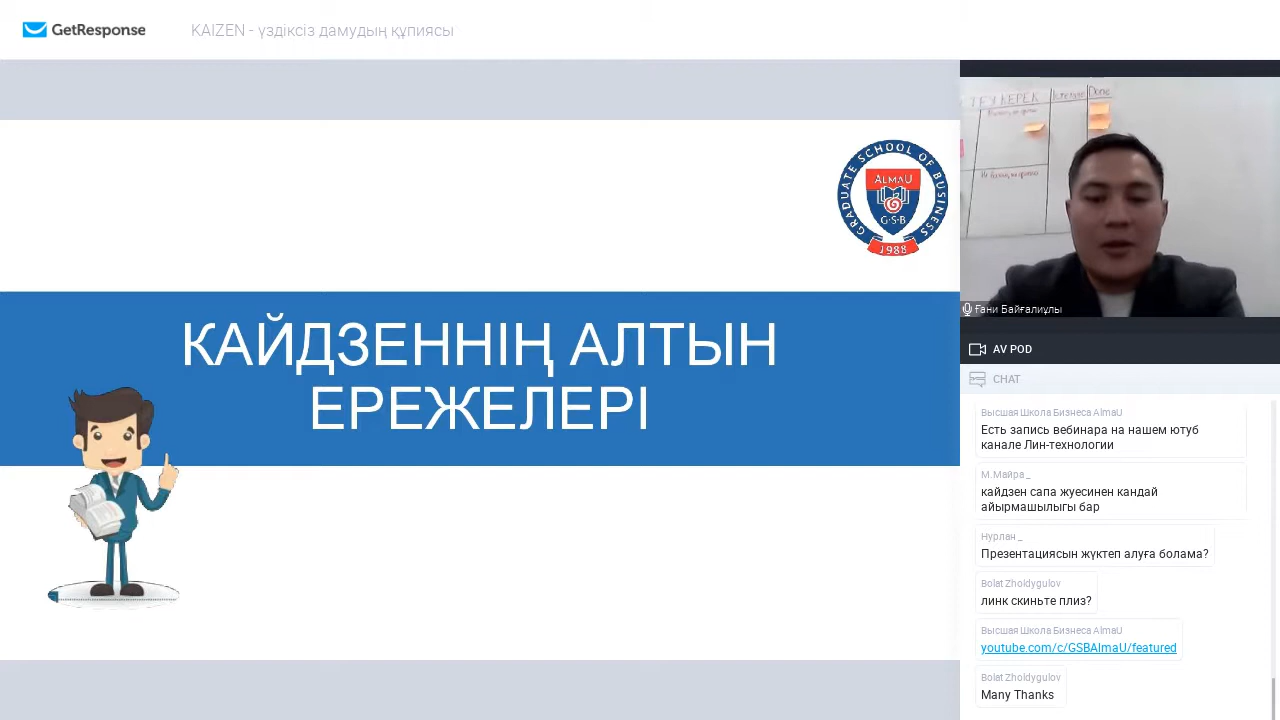 GetResponse
KAIZEN - үздіксіз дамудың құпиясы
GRADUATE SCHOOL OF BUSINESS
ALMAU
G·S·B
1988
КАЙДЗЕННІҢ АЛТЫН
ЕРЕЖЕЛЕРІ
КЕРЕК
Done
Ғани Байғалиұлы
AV POD
CHAT
Высшая Школа Бизнеса AlmaU
Есть запись вебинара на нашем ютуб
канале Лин-технологии
М.Майра _
кайдзен сапа жуесинен кандай
айырмашылыгы бар
Нурлан _
Презентациясын жүктеп алуға болама?
Bolat Zholdygulov
линк скиньте плиз?
Высшая Школа Бизнеса AlmaU
youtube.com/c/GSBAlmaU/featured
Bolat Zholdygulov
Many Thanks